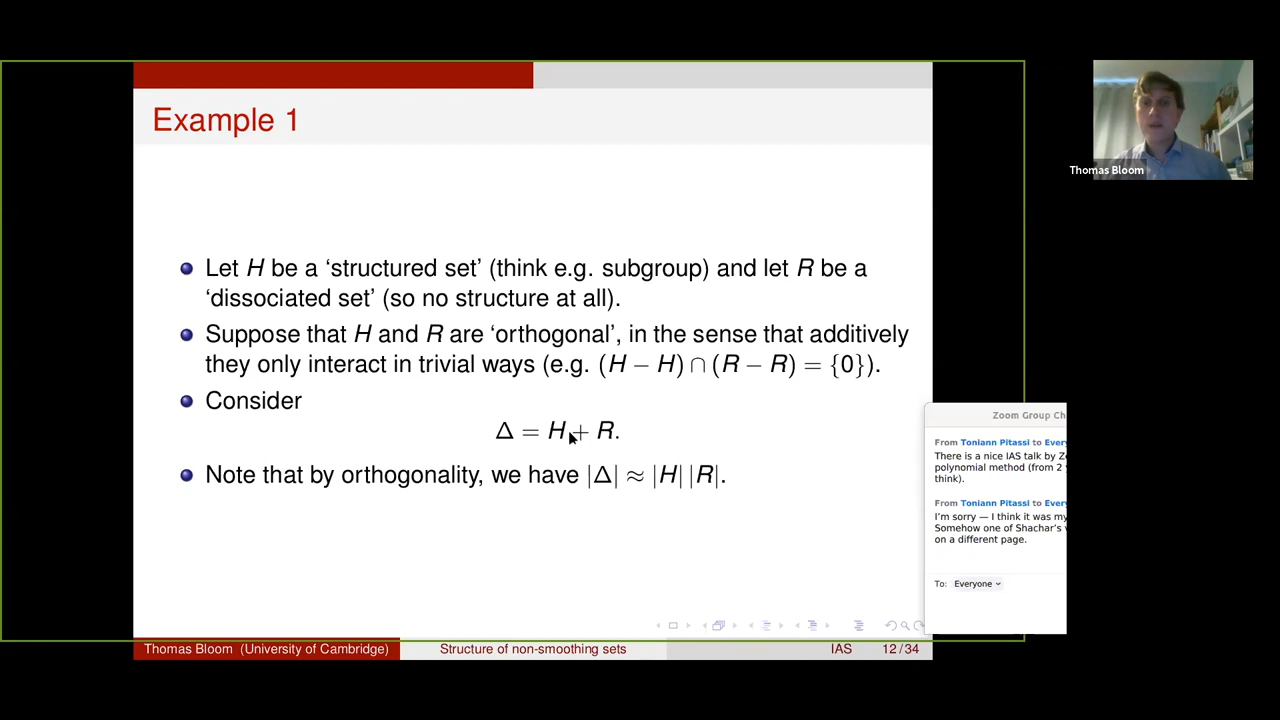 Example 1
Let H be a ‘structured set’ (think e.g. subgroup) and let R be a
‘dissociated set’ (so no structure at all).
Suppose that H and R are ‘orthogonal’, in the sense that additively
they only interact in trivial ways (e.g. (H − H) ∩ (R − R) = {0}).
Consider
Δ = H + R.
Note that by orthogonality, we have |Δ| ≈ |H| |R|.
Thomas Bloom (University of Cambridge)
Structure of non-smoothing sets
IAS
12/34
Thomas Bloom
Zoom Group Ch
From Toniann Pitassi to Every
There is a nice IAS talk by Z
polynomial method (from 2
think).
From Toniann Pitassi to Every
I’m sorry — I think it was my
Somehow one of Shachar’s
on a different page.
To: Everyone